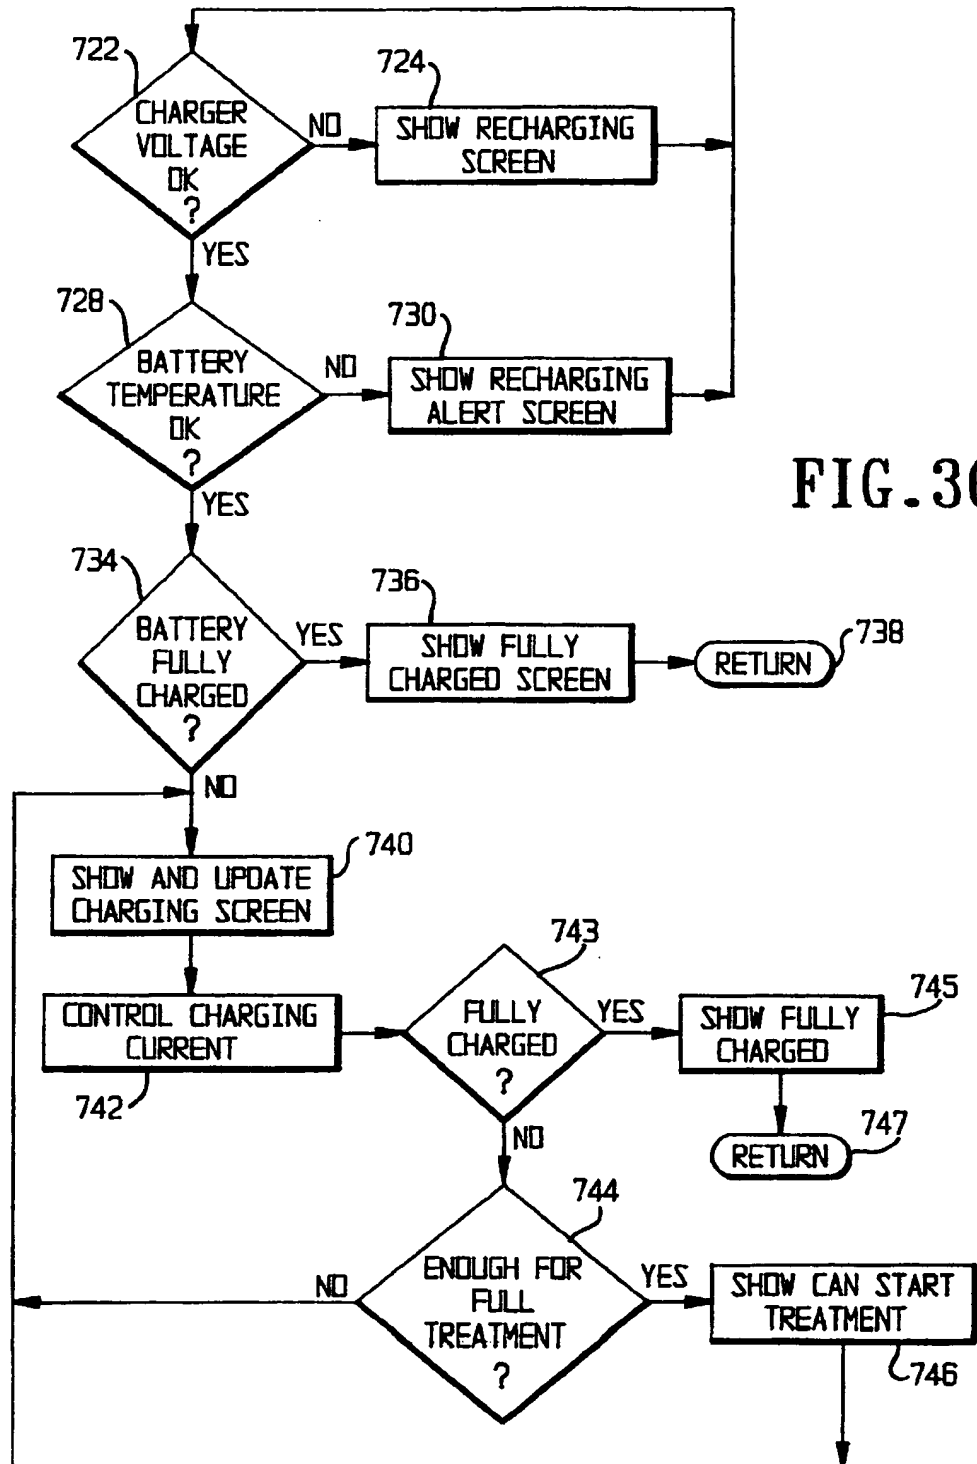 722
CHARGER
VOLTAGE
OK
?
NO
724
SHOW RECHARGING
SCREEN
YES
728
BATTERY
TEMPERATURE
OK
?
NO
730
SHOW RECHARGING
ALERT SCREEN
YES
FIG.30
734
BATTERY
FULLY
CHARGED
?
YES
736
SHOW FULLY
CHARGED SCREEN
RETURN
738
NO
740
SHOW AND UPDATE
CHARGING SCREEN
CONTROL CHARGING
CURRENT
742
743
FULLY
CHARGED
?
YES
745
SHOW FULLY
CHARGED
RETURN
747
NO
744
ENOUGH FOR
FULL
TREATMENT
?
NO
YES
SHOW CAN START
TREATMENT
746